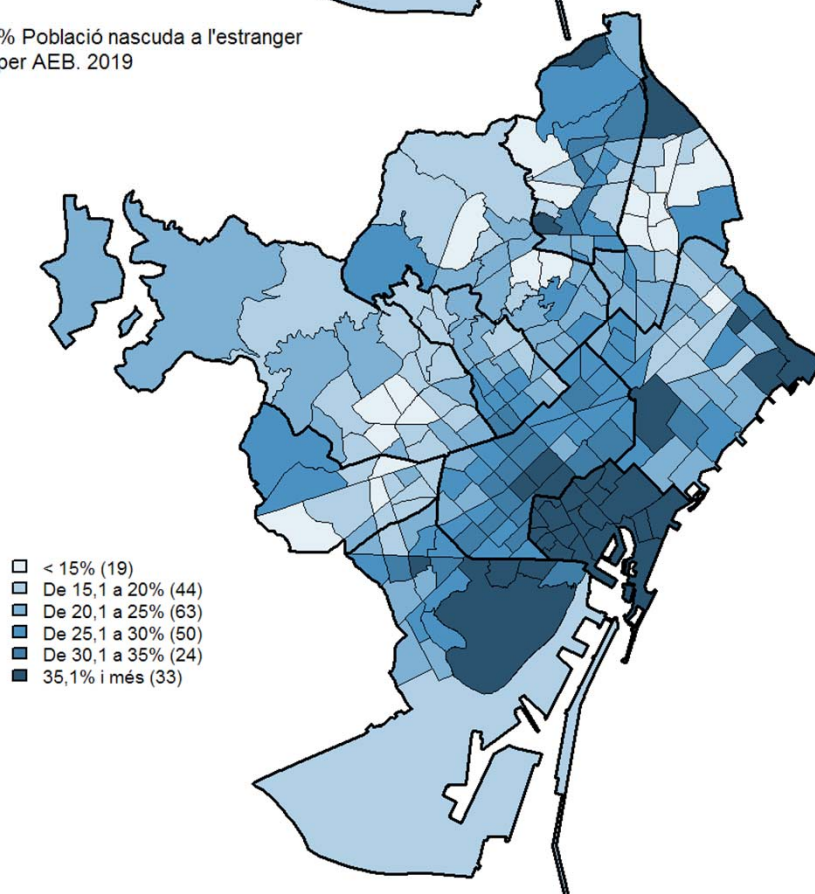 % Població nascuda a l'estranger
per AEB. 2019
< 15% (19)
De 15,1 a 20% (44)
De 20,1 a 25% (63)
De 25,1 a 30% (50)
De 30,1 a 35% (24)
35,1% i més (33)